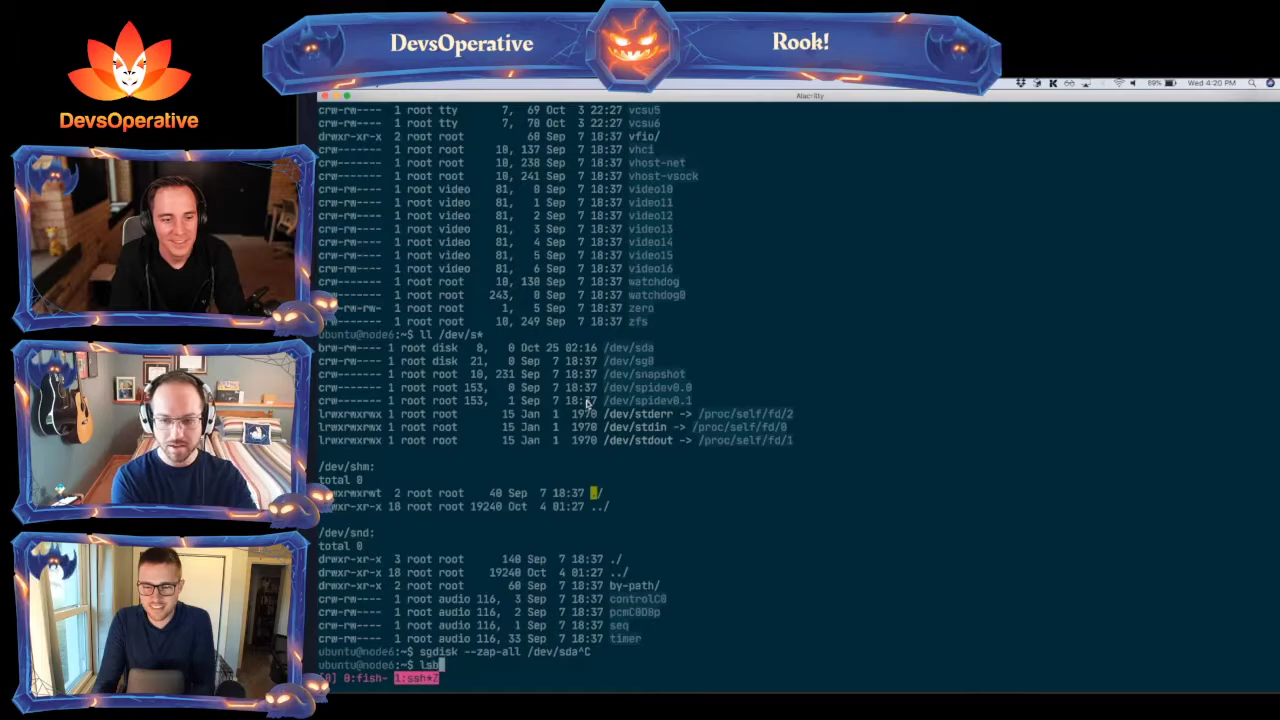 DevsOperative
Rook!
DevsOperative
89%
Wed 4:20 PM
Alacritty
crw-rw---- 1 root tty 7, 69 Oct 3 22:27 vcsu5
crw-rw---- 1 root tty 7, 70 Oct 3 22:27 vcsu6
drwxr-xr-x 2 root root 60 Sep 7 18:37 vfio/
crw------- 1 root root 10, 137 Sep 7 18:37 vhci
crw------- 1 root root 10, 238 Sep 7 18:37 vhost-net
crw------- 1 root root 10, 241 Sep 7 18:37 vhost-vsock
crw-rw---- 1 root video 81, 0 Sep 7 18:37 video10
crw-rw---- 1 root video 81, 1 Sep 7 18:37 video11
crw-rw---- 1 root video 81, 2 Sep 7 18:37 video12
crw-rw---- 1 root video 81, 3 Sep 7 18:37 video13
crw-rw---- 1 root video 81, 4 Sep 7 18:37 video14
crw-rw---- 1 root video 81, 5 Sep 7 18:37 video15
crw-rw---- 1 root video 81, 6 Sep 7 18:37 video16
crw------- 1 root root 10, 130 Sep 7 18:37 watchdog
crw------- 1 root root 243, 0 Sep 7 18:37 watchdog0
crw-rw-rw- 1 root root 1, 5 Sep 7 18:37 zero
crw------- 1 root root 10, 249 Sep 7 18:37 zfs
ubuntu@node6:~$ ll /dev/s*
brw-rw---- 1 root disk 8, 0 Oct 25 02:16 /dev/sda
crw-rw---- 1 root disk 21, 0 Sep 7 18:37 /dev/sg0
crw------- 1 root root 10, 231 Sep 7 18:37 /dev/snapshot
crw------- 1 root root 153, 0 Sep 7 18:37 /dev/spidev0.0
crw------- 1 root root 153, 1 Sep 7 18:37 /dev/spidev0.1
lrwxrwxrwx 1 root root 15 Jan 1 1970 /dev/stderr -> /proc/self/fd/2
lrwxrwxrwx 1 root root 15 Jan 1 1970 /dev/stdin -> /proc/self/fd/0
lrwxrwxrwx 1 root root 15 Jan 1 1970 /dev/stdout -> /proc/self/fd/1
/dev/shm:
total 0
drwxrwxrwt 2 root root 40 Sep 7 18:37 ./
drwxr-xr-x 18 root root 19240 Oct 4 01:27 ../
/dev/snd:
total 0
drwxr-xr-x 3 root root 140 Sep 7 18:37 ./
drwxr-xr-x 18 root root 19240 Oct 4 01:27 ../
drwxr-xr-x 2 root root 60 Sep 7 18:37 by-path/
crw-rw---- 1 root audio 116, 3 Sep 7 18:37 controlC0
crw-rw---- 1 root audio 116, 2 Sep 7 18:37 pcmC0D0p
crw-rw---- 1 root audio 116, 1 Sep 7 18:37 seq
crw-rw---- 1 root audio 116, 33 Sep 7 18:37 timer
ubuntu@node6:~$ sgdisk --zap-all /dev/sda^C
ubuntu@node6:~$ lsb
[0] 0:fish- 1:ssh*Z